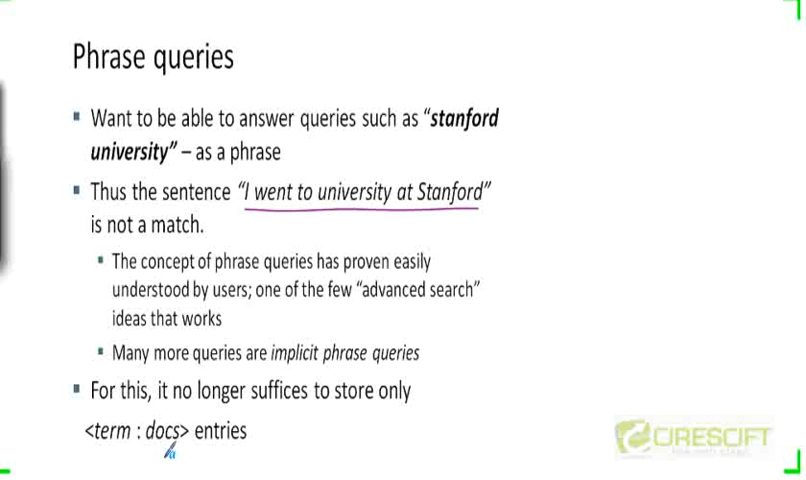 Phrase queries
Want to be able to answer queries such as “stanford
university” – as a phrase
Thus the sentence “I went to university at Stanford”
is not a match.
The concept of phrase queries has proven easily
understood by users; one of the few “advanced search”
ideas that works
Many more queries are implicit phrase queries
For this, it no longer suffices to store only
<term : docs> entries